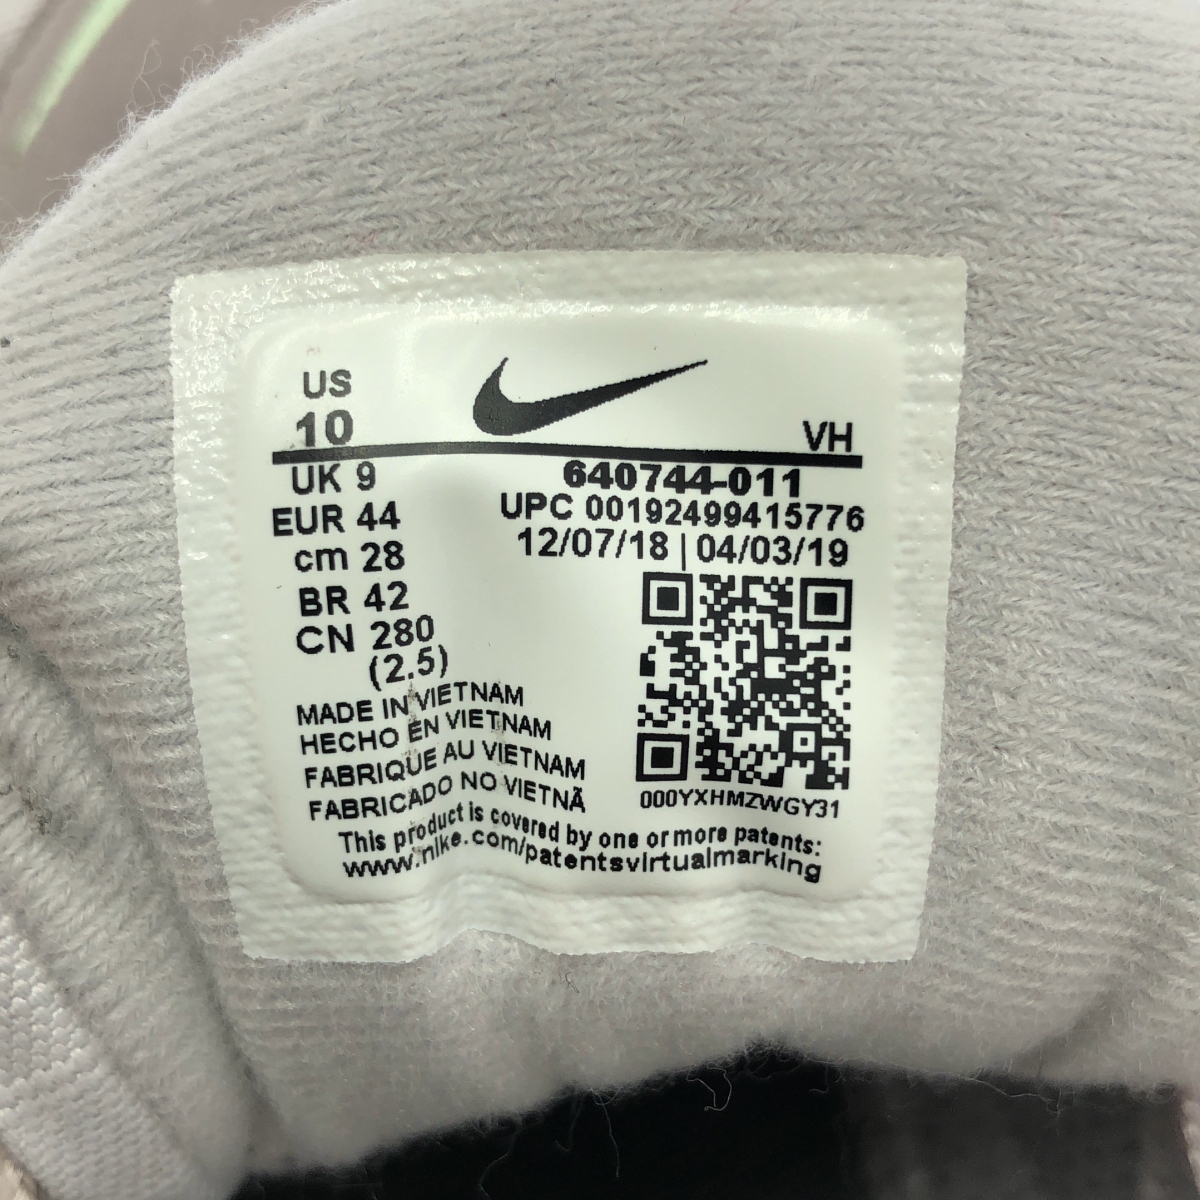 US
10
VH
UK 9
EUR 44
cm 28
BR 42
CN 280
(2.5)
640744-011
UPC 00192499415776
12/07/18 | 04/03/19
000YXHMZWGY31
MADE IN VIETNAM
HECHO EN VIETNAM
FABRIQUE AU VIETNAM
FABRICADO NO VIETNÃ
This product is covered by one or more patents:
www.nike.com/patentsvirtualmarking